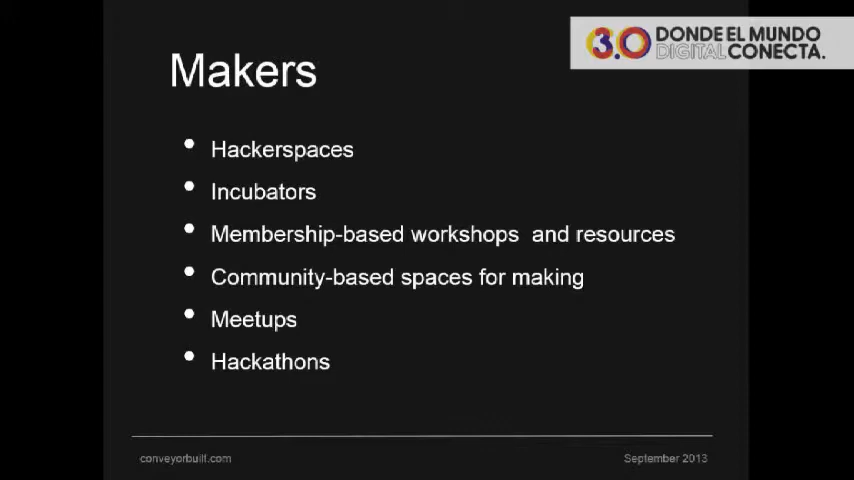 3.0 DONDE EL MUNDO
DIGITAL CONECTA.
Makers
• Hackerspaces
• Incubators
• Membership-based workshops and resources
• Community-based spaces for making
• Meetups
• Hackathons
conveyorbuilt.com
September 2013